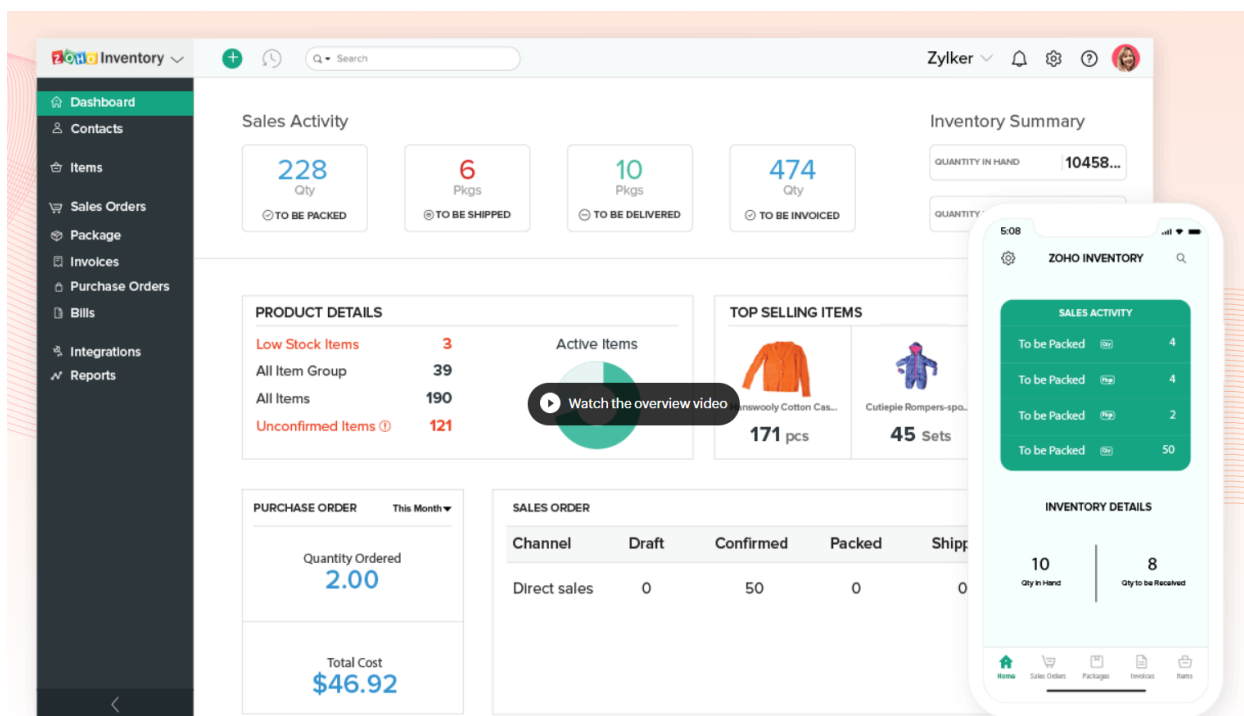 ZOHO Inventory
Search
Zylker
Dashboard
Contacts
Items
Sales Orders
Package
Invoices
Purchase Orders
Bills
Integrations
Reports
Sales Activity
228
Qty
TO BE PACKED
6
Pkgs
TO BE SHIPPED
10
Pkgs
TO BE DELIVERED
474
Qty
TO BE INVOICED
Inventory Summary
QUANTITY IN HAND 10458...
QUANTITY
PRODUCT DETAILS
Low Stock Items 3
All Item Group 39
All Items 190
Unconfirmed Items 121
Active Items
Watch the overview video
TOP SELLING ITEMS
Hanswooly Cotton Cas...
171 pcs
Cutiepie Rompers-spo..
45 Sets
PURCHASE ORDER This Month
Quantity Ordered
2.00
Total Cost
$46.92
SALES ORDER
Channel Draft Confirmed Packed Shipp
Direct sales 0 50 0 0
5:08
ZOHO INVENTORY
SALES ACTIVITY
To be Packed Qty 4
To be Packed Pkgs 4
To be Packed Pkgs 2
To be Packed Qty 50
INVENTORY DETAILS
10
Qty in Hand
8
Qty to be Received
Home
Sales Orders
Packages
Invoices
Items